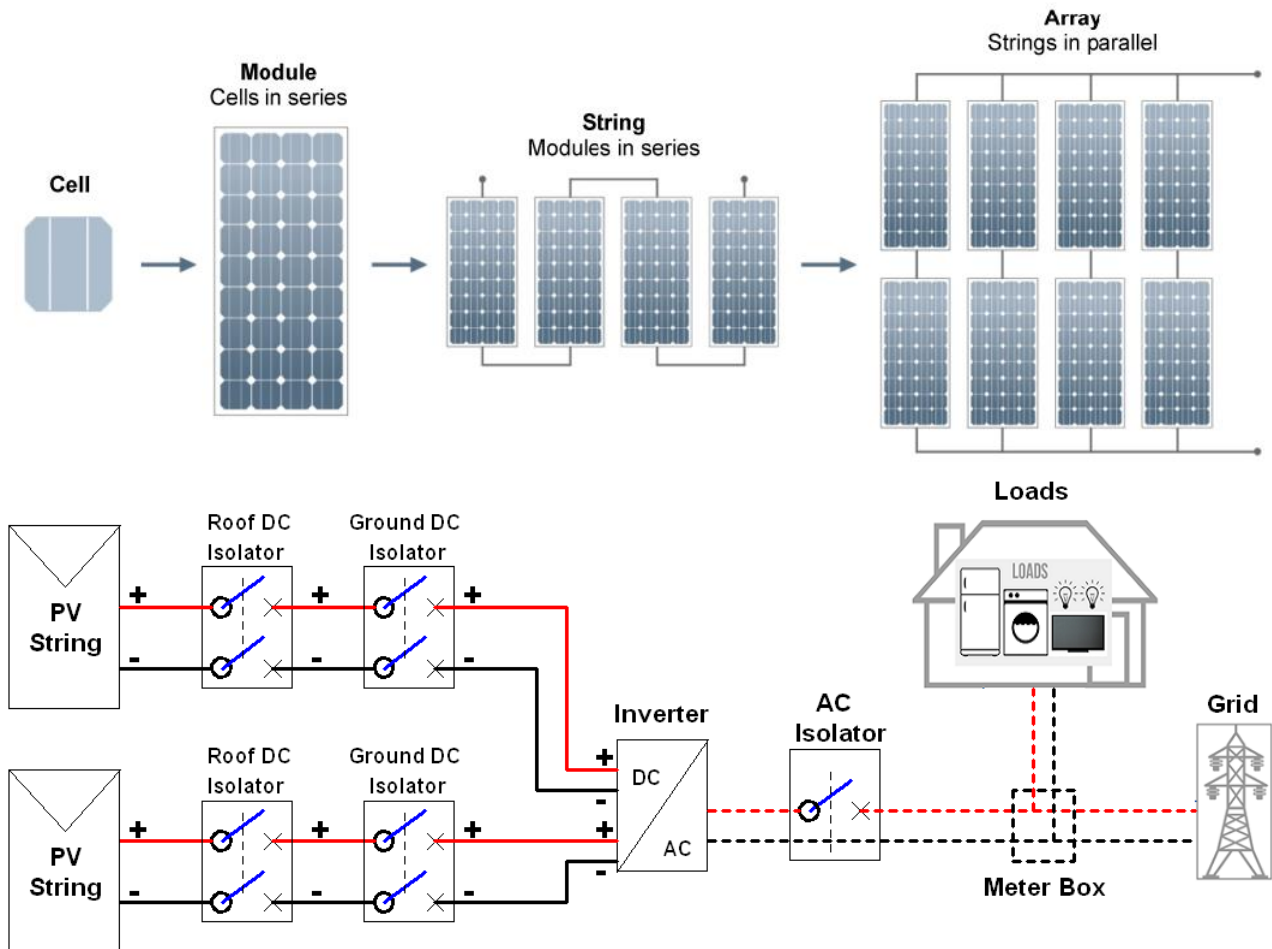 Cell
Module
Cells in series
String
Modules in series
Array
Strings in parallel
PV
String
+
-
Roof DC
Isolator
+
-
Ground DC
Isolator
+
-
PV
String
+
-
Roof DC
Isolator
+
-
Ground DC
Isolator
+
-
Inverter
+
-
+
-
DC
AC
AC
Isolator
Loads
LOADS
Meter Box
Grid